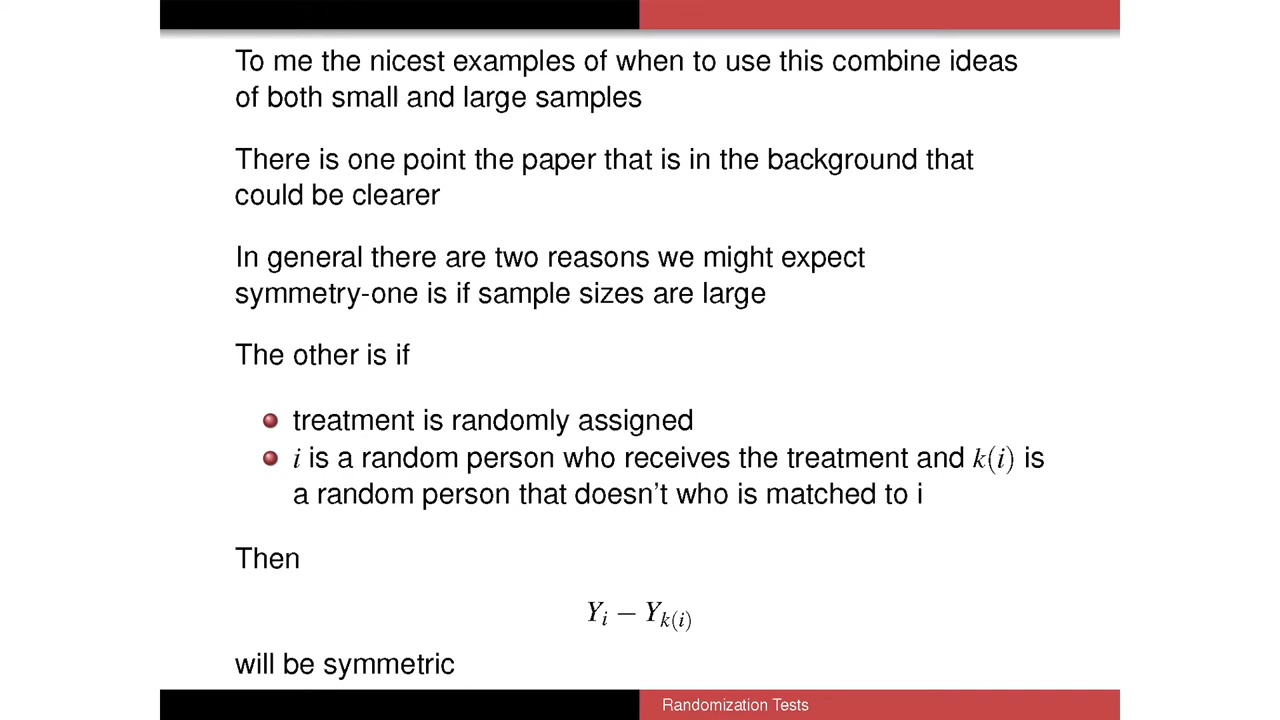 To me the nicest examples of when to use this combine ideas
of both small and large samples
There is one point the paper that is in the background that
could be clearer
In general there are two reasons we might expect
symmetry-one is if sample sizes are large
The other is if
treatment is randomly assigned
i is a random person who receives the treatment and k(i) is
a random person that doesn't who is matched to i
Then
Y_i − Y_{k(i)}
will be symmetric
Randomization Tests